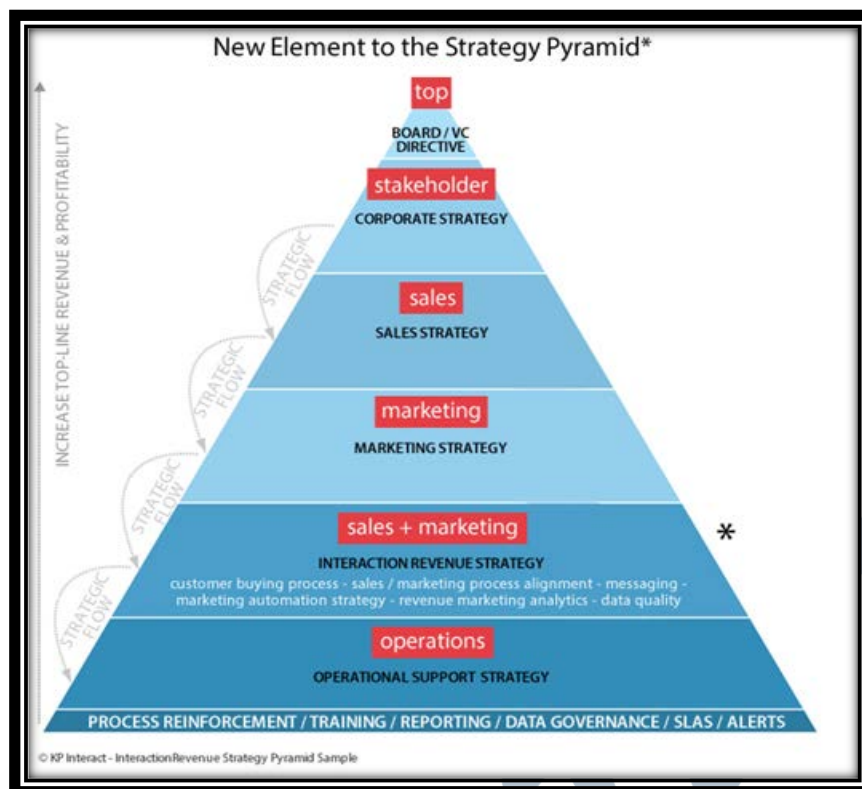 New Element to the Strategy Pyramid*
top
BOARD / VC
DIRECTIVE
stakeholder
CORPORATE STRATEGY
STRATEGIC
FLOW
sales
SALES STRATEGY
STRATEGIC
FLOW
marketing
MARKETING STRATEGY
STRATEGIC
FLOW
sales + marketing
*
INTERACTION REVENUE STRATEGY
customer buying process - sales / marketing process alignment - messaging -
marketing automation strategy - revenue marketing analytics - data quality
STRATEGIC
FLOW
operations
OPERATIONAL SUPPORT STRATEGY
PROCESS REINFORCEMENT / TRAINING / REPORTING / DATA GOVERNANCE / SLAS / ALERTS
INCREASE TOP-LINE REVENUE & PROFITABILITY
© KP Interact - InteractionRevenue Strategy Pyramid Sample